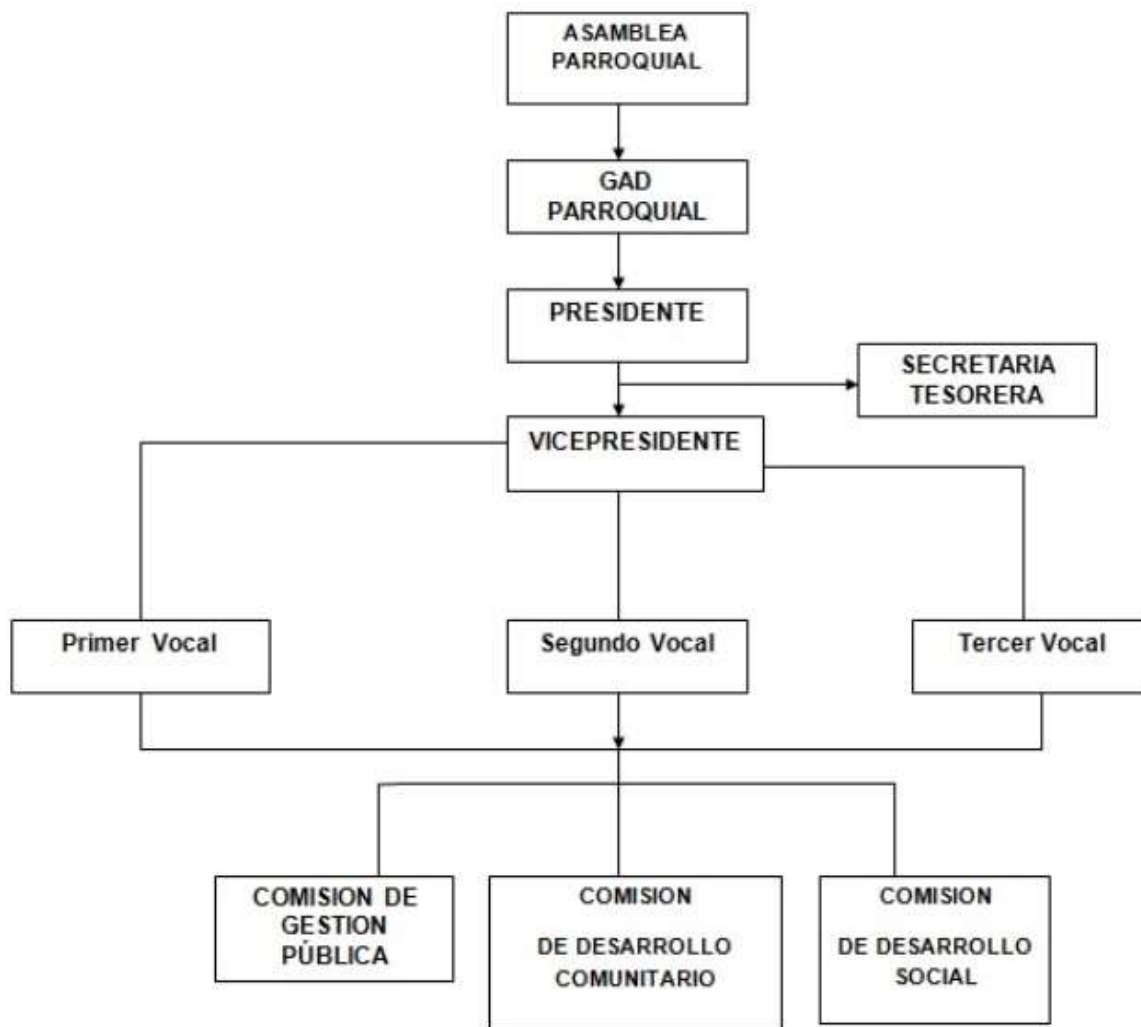 ASAMBLEA
PARROQUIAL
GAD
PARROQUIAL
PRESIDENTE
SECRETARIA
TESORERA
VICEPRESIDENTE
Primer Vocal
Segundo Vocal
Tercer Vocal
COMISION DE
GESTION
PÚBLICA
COMISION
DE DESARROLLO
COMUNITARIO
COMISION
DE DESARROLLO
SOCIAL